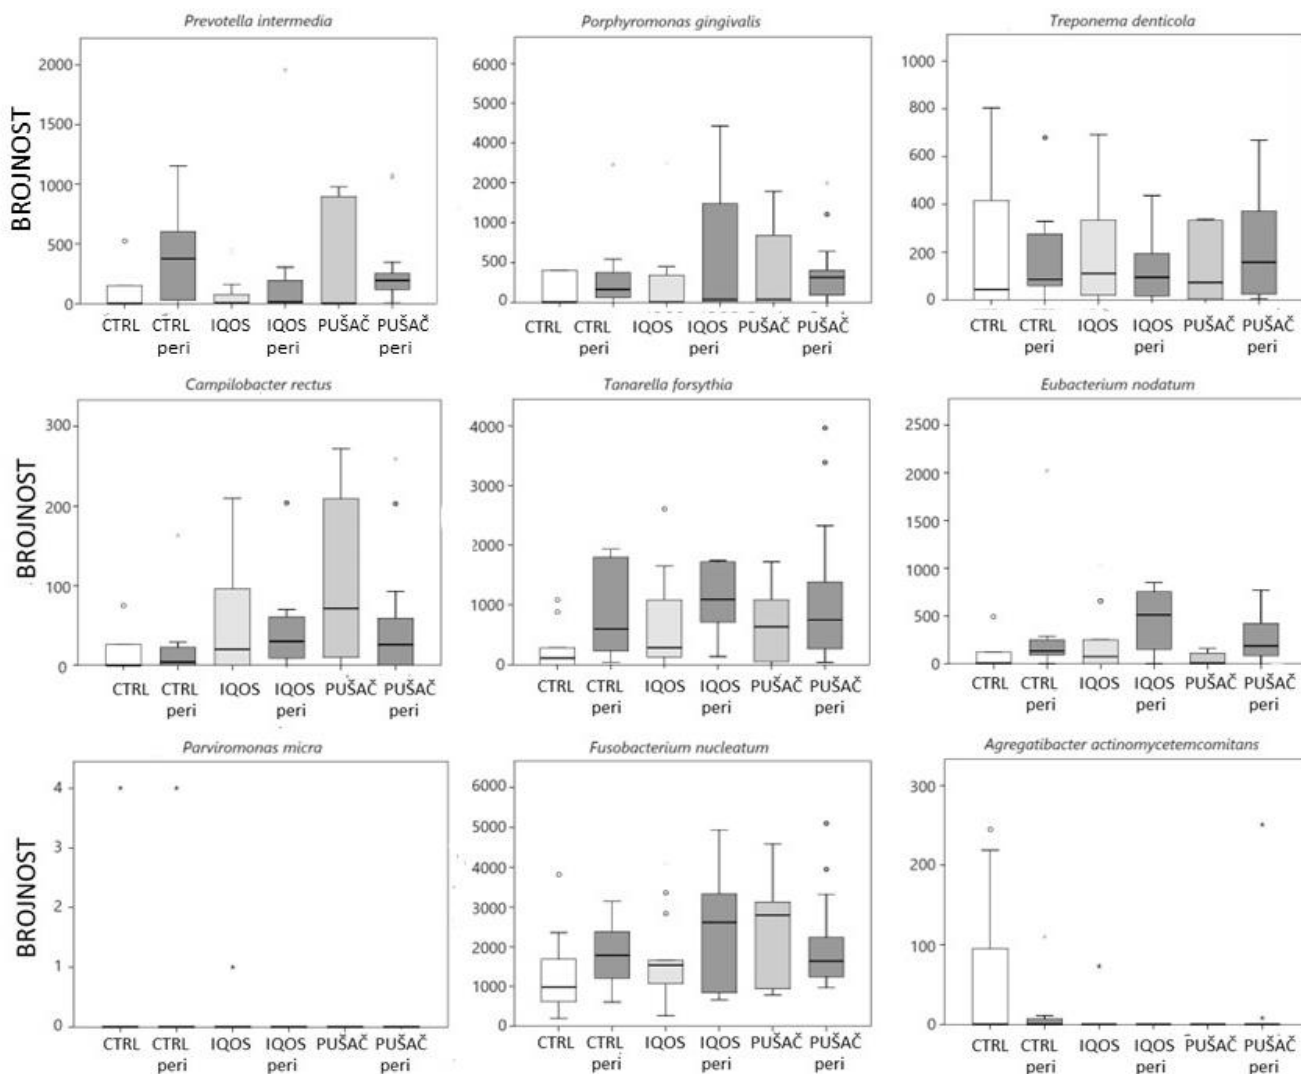 Prevotella intermedia
Porphyromonas gingivalis
Treponema denticola
BROJNOST
2000
1500
1000
500
0
CTRL
CTRL peri
IQOS
IQOS peri
PUŠAČ
PUŠAČ peri
6000
5000
4000
2000
1000
500
0
CTRL
CTRL peri
IQOS
IQOS peri
PUŠAČ
PUŠAČ peri
1000
800
600
400
200
0
CTRL
CTRL peri
IQOS
IQOS peri
PUŠAČ
PUŠAČ peri
Campilobacter rectus
Tanarella forsythia
Eubacterium nodatum
BROJNOST
300
200
100
0
CTRL
CTRL peri
IQOS
IQOS peri
PUŠAČ
PUŠAČ peri
4000
3000
2000
1000
0
CTRL
CTRL peri
IQOS
IQOS peri
PUŠAČ
PUŠAČ peri
2500
2000
1500
1000
500
0
CTRL
CTRL peri
IQOS
IQOS peri
PUŠAČ
PUŠAČ peri
Parviromonas micra
Fusobacterium nucleatum
Agregatibacter actinomycetemcomitans
BROJNOST
4
3
2
1
0
CTRL
CTRL peri
IQOS
IQOS peri
PUŠAČ
PUŠAČ peri
6000
5000
4000
3000
2000
1000
0
CTRL
CTRL peri
IQOS
IQOS peri
PUŠAČ
PUŠAČ peri
300
200
100
0
CTRL
CTRL peri
IQOS
IQOS peri
PUŠAČ
PUŠAČ peri